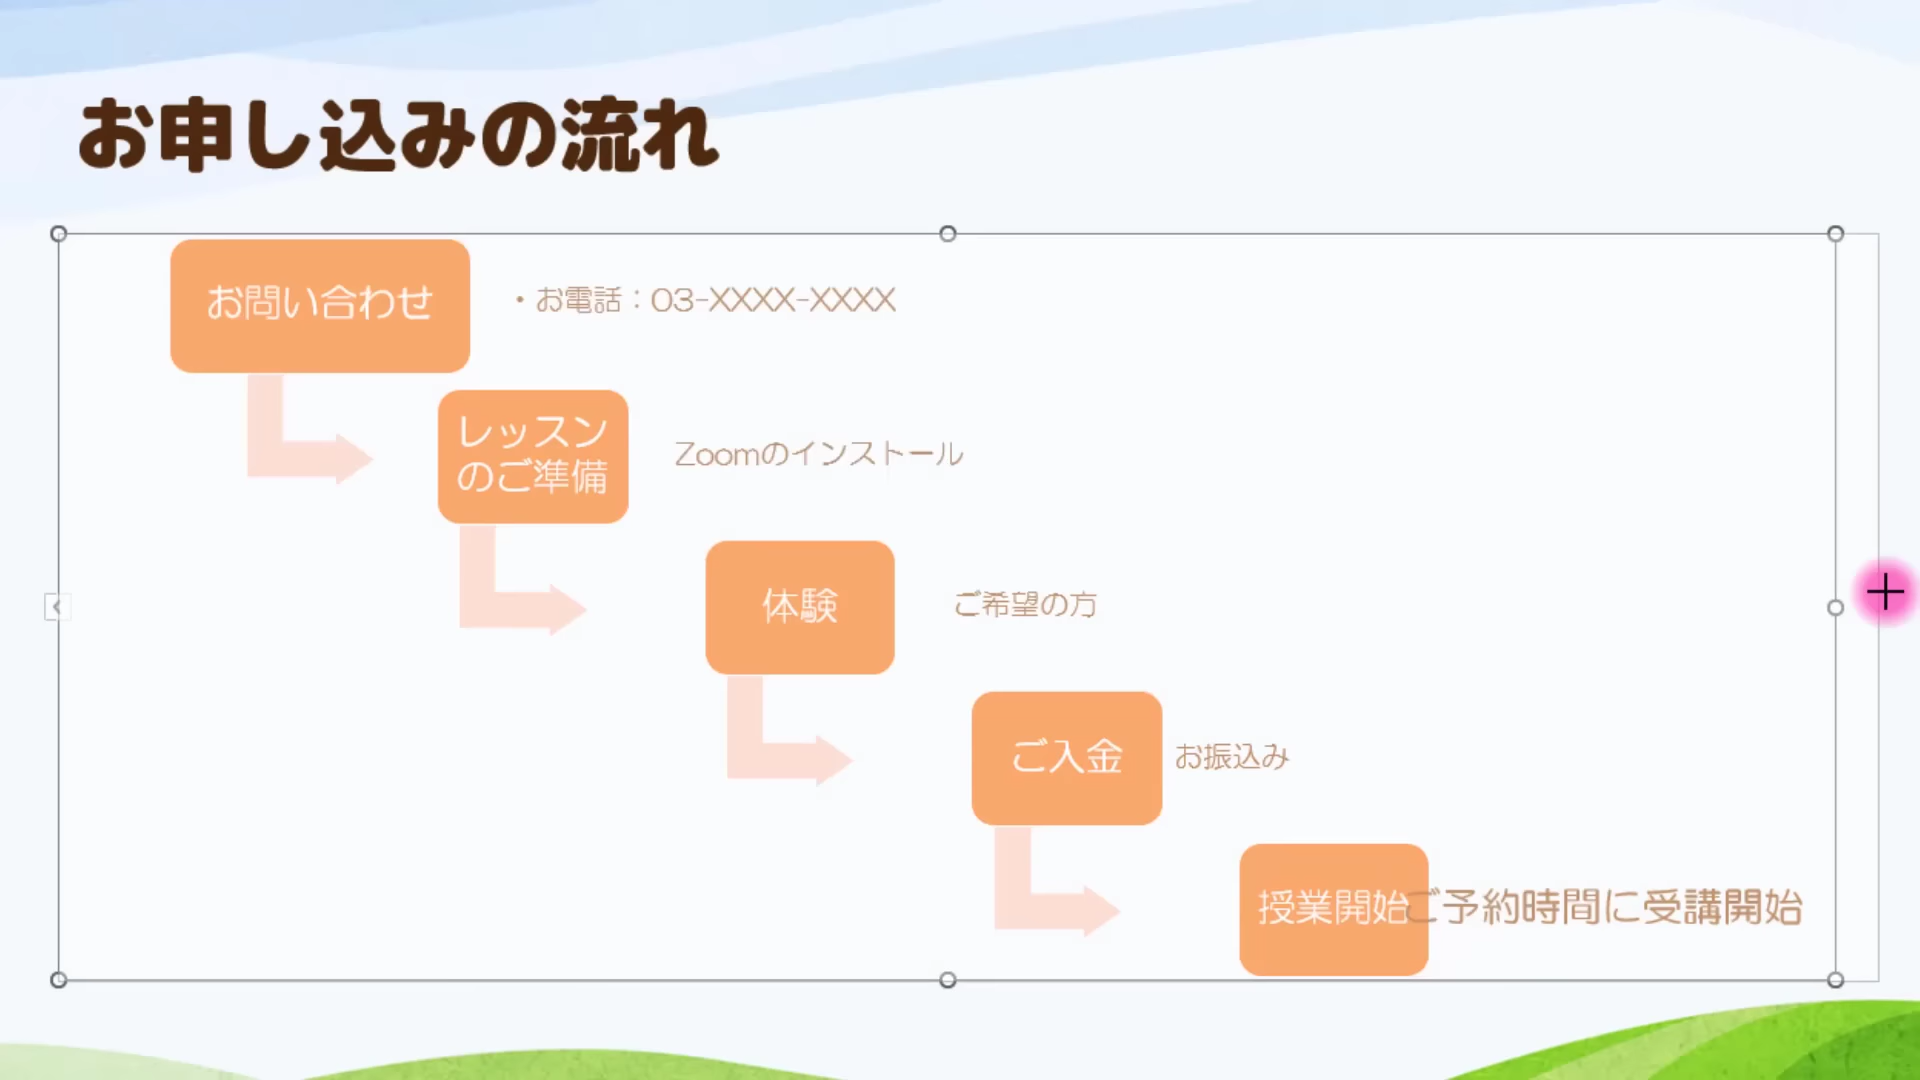 お申し込みの流れ
お問い合わせ
・お電話：03-XXXX-XXXX
レッスン
のご準備
Zoomのインストール
体験
ご希望の方
ご入金
お振込み
授業開始
ご予約時間に受講開始